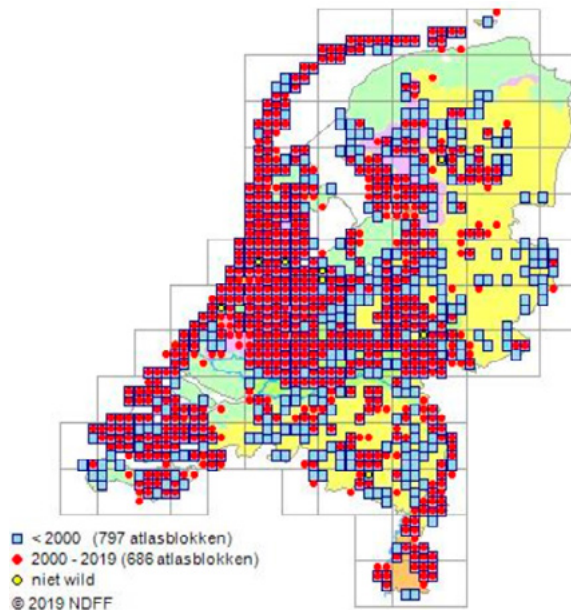 < 2000 (797 atlasblokken)
2000 - 2019 (686 atlasblokken)
niet wild
© 2019 NDFF